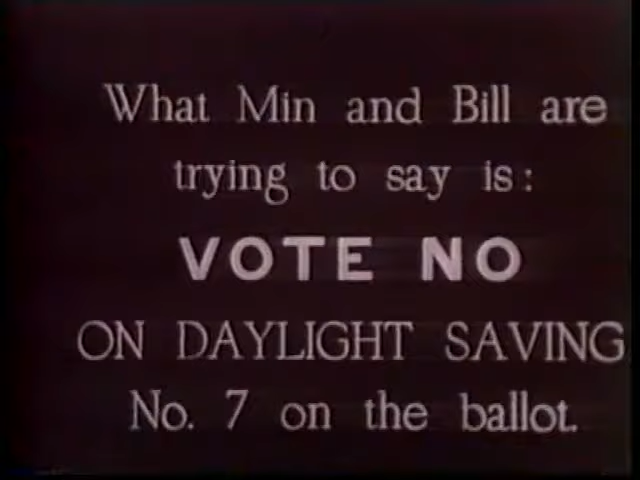 What Min and Bill are
trying to say is:
VOTE NO
ON DAYLIGHT SAVING
No. 7 on the ballot.